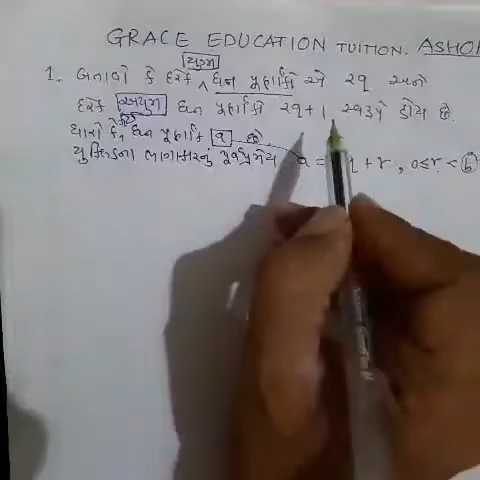 GRACE EDUCATION TUITION. ASHO
યુગ્મ
1. બતાવો કે દરેક ^ ધન પૂર્ણાંક એ 2q અને
દરેક અયુગ્મ ધન પૂર્ણાંક 2q+1 સ્વરૂપે હોય છે.
ધારો કે, ધન પૂર્ણાંક a
યુક્લિડના ભાગાકારનું પૂર્વપ્રમેય a = q + r, 0≤r < b